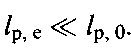 l_{p, e} ≪ l_{p, 0}.